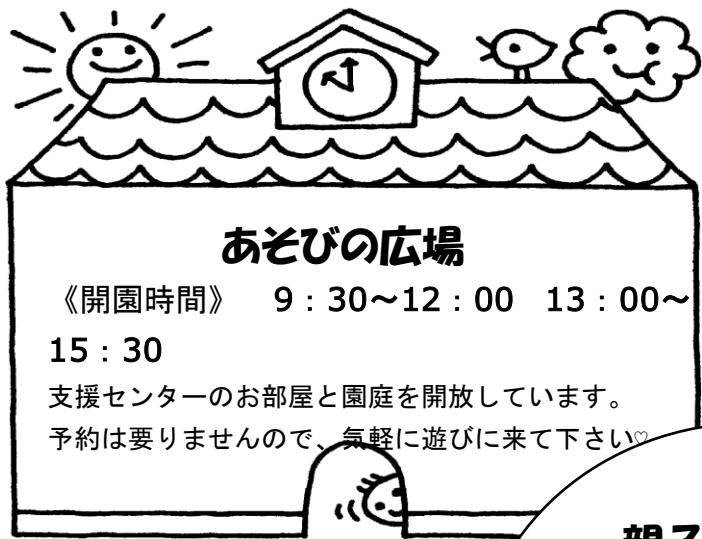 あそびの広場
《開園時間》　9：30～12：00　13：00～
15：30
支援センターのお部屋と園庭を開放しています。
予約は要りませんので、気軽に遊びに来て下さい♡